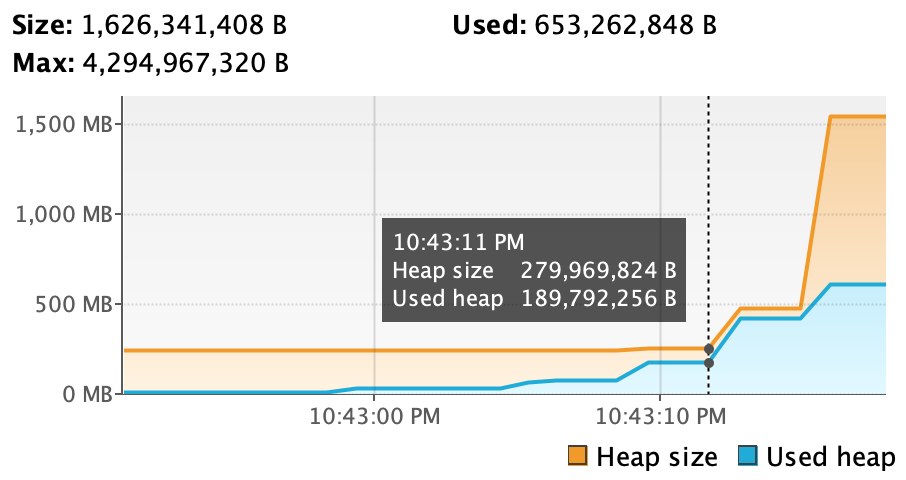 Size: 1,626,341,408 B Used: 653,262,848 B
Max: 4,294,967,320 B
1,500 MB
1,000 MB
10:43:11 PM
Heap size 279,969,824 B
Used heap 189,792,256 B
500 MB
0 MB
10:43:00 PM 10:43:10 PM
Heap size Used heap